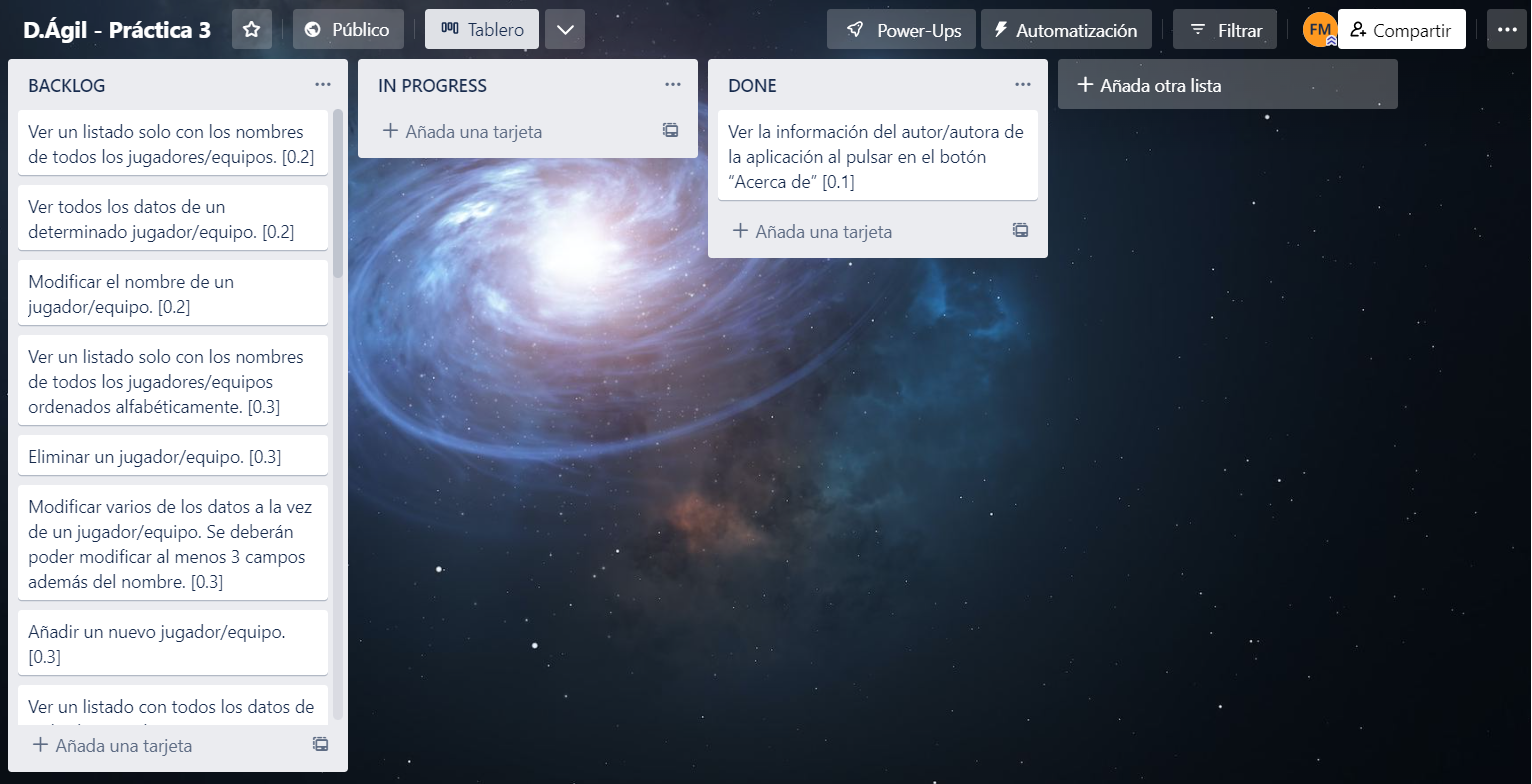 D.Ágil - Práctica 3
Público
Tablero
Power-Ups
Automatización
Filtrar
FM
Compartir
BACKLOG
Ver un listado solo con los nombres
de todos los jugadores/equipos. [0.2]
Ver todos los datos de un
determinado jugador/equipo. [0.2]
Modificar el nombre de un
jugador/equipo. [0.2]
Ver un listado solo con los nombres
de todos los jugadores/equipos
ordenados alfabéticamente. [0.3]
Eliminar un jugador/equipo. [0.3]
Modificar varios de los datos a la vez
de un jugador/equipo. Se deberán
poder modificar al menos 3 campos
además del nombre. [0.3]
Añadir un nuevo jugador/equipo.
[0.3]
Ver un listado con todos los datos de
+ Añada una tarjeta
IN PROGRESS
+ Añada una tarjeta
DONE
Ver la información del autor/autora de
la aplicación al pulsar en el botón
“Acerca de” [0.1]
+ Añada una tarjeta
+ Añada otra lista